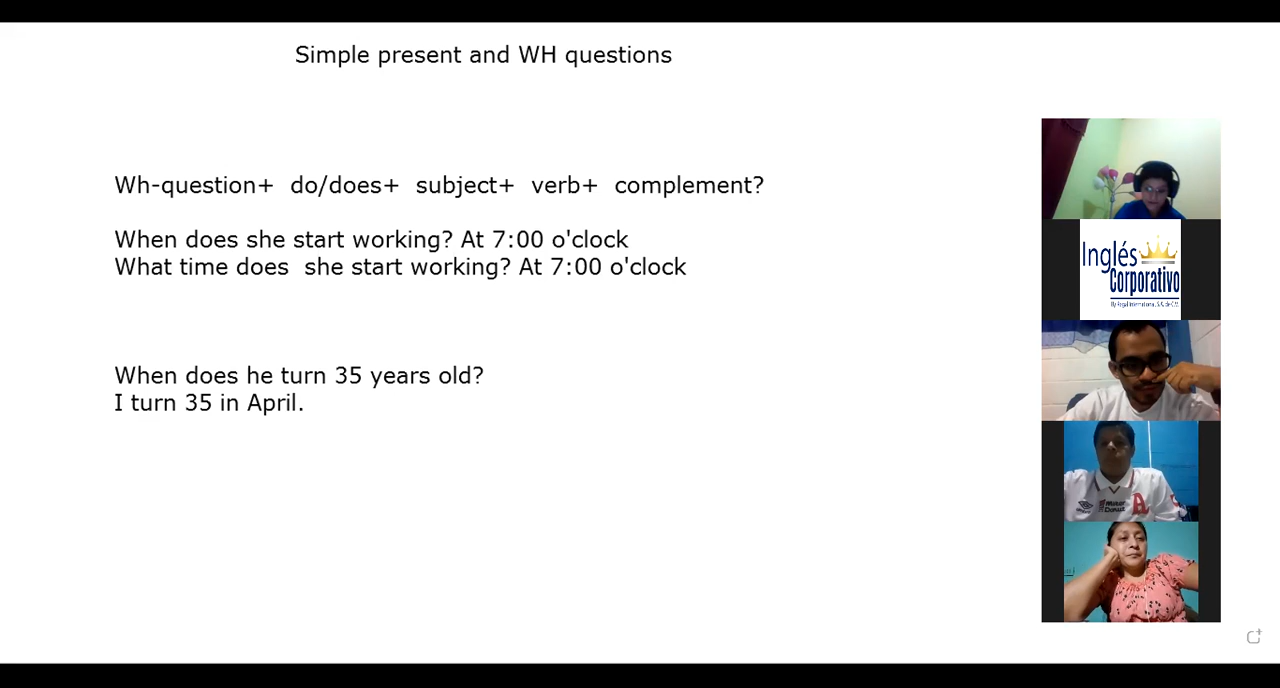 Simple present and WH questions
Wh-question+ do/does+ subject+ verb+ complement?
When does she start working? At 7:00 o'clock
What time does she start working? At 7:00 o'clock
When does he turn 35 years old?
I turn 35 in April.
Inglés
Corporativo